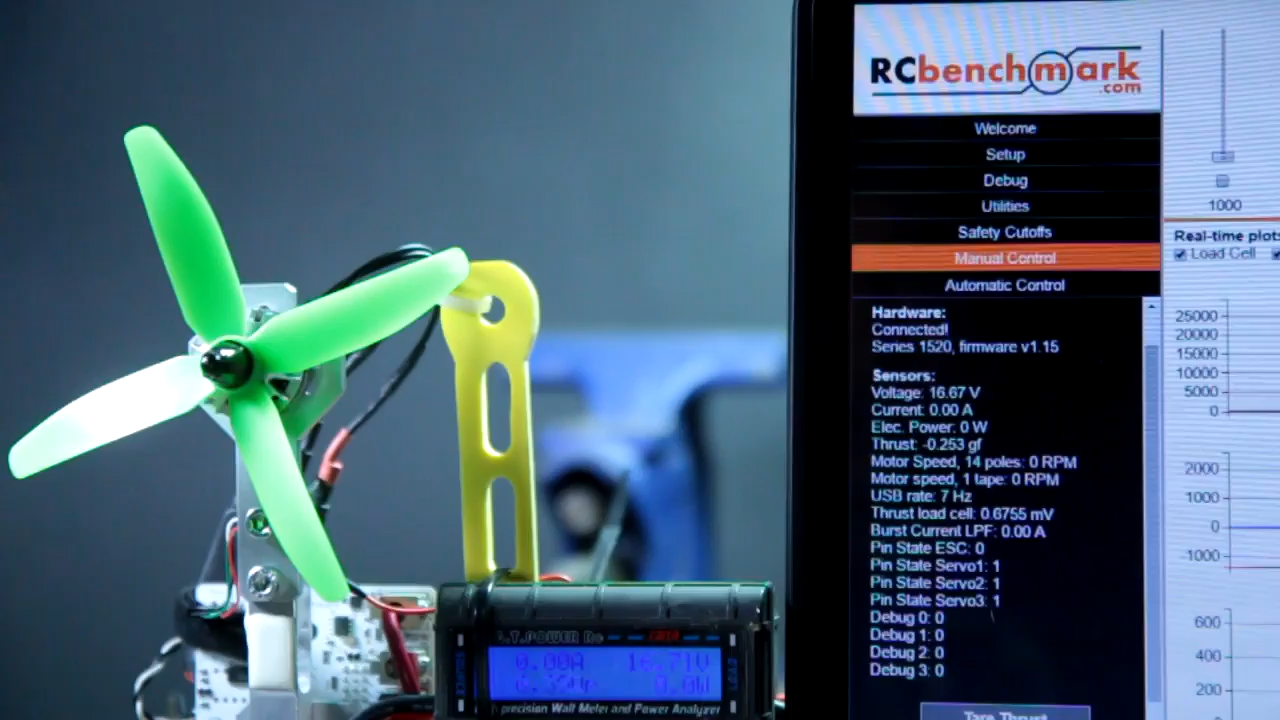 RCbenchmark
.com
Welcome
Setup
Debug
Utilities
Safety Cutoffs
Manual Control
Automatic Control
Hardware:
Connected!
Series 1520, firmware v1.15
Sensors:
Voltage: 16.67 V
Current: 0.00 A
Elec. Power: 0 W
Thrust: -0.253 gf
Motor Speed, 14 poles: 0 RPM
Motor speed, 1 tape: 0 RPM
USB rate: 7 Hz
Thrust load cell: 0.6755 mV
Burst Current LPF: 0.00 A
Pin State ESC: 0
Pin State Servo1: 1
Pin State Servo2: 1
Pin State Servo3: 1
Debug 0: 0
Debug 1: 0
Debug 2: 0
Debug 3: 0
Tare Thrust
1000
Real-time plots
Load Cell
25000
20000
15000
10000
5000
0
2000
1000
0
-1000
600
400
200
G.T.POWER RC
SOURCE
LOAD
0.00A 16.71V
0.0W
precision Watt Meter and Power Analyzer